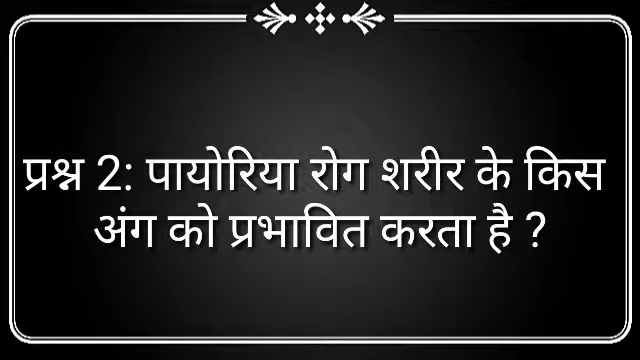 प्रश्न 2: पायोरिया रोग शरीर के किस
अंग को प्रभावित करता है ?